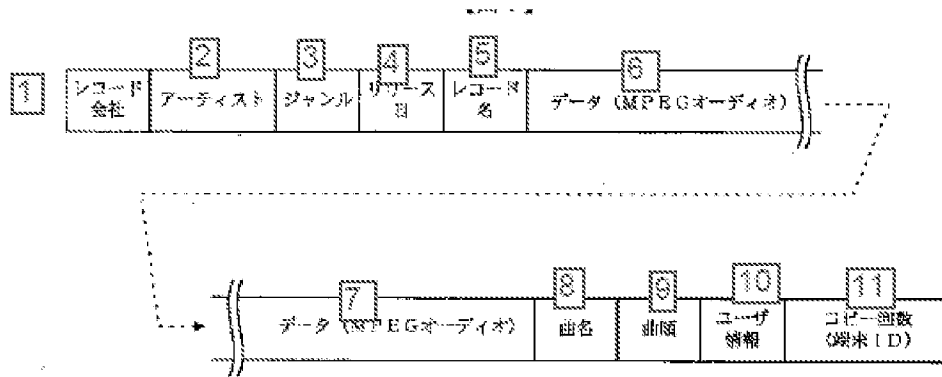 1
2
3
4
5
6
レコード
会社
アーティスト
ジャンル
リリース
日
レコード
名
データ (MPEGオーディオ)
7
8
9
10
11
データ (MPEGオーディオ)
曲名
曲順
ユーザ
情報
コピー回数
(端末ID)